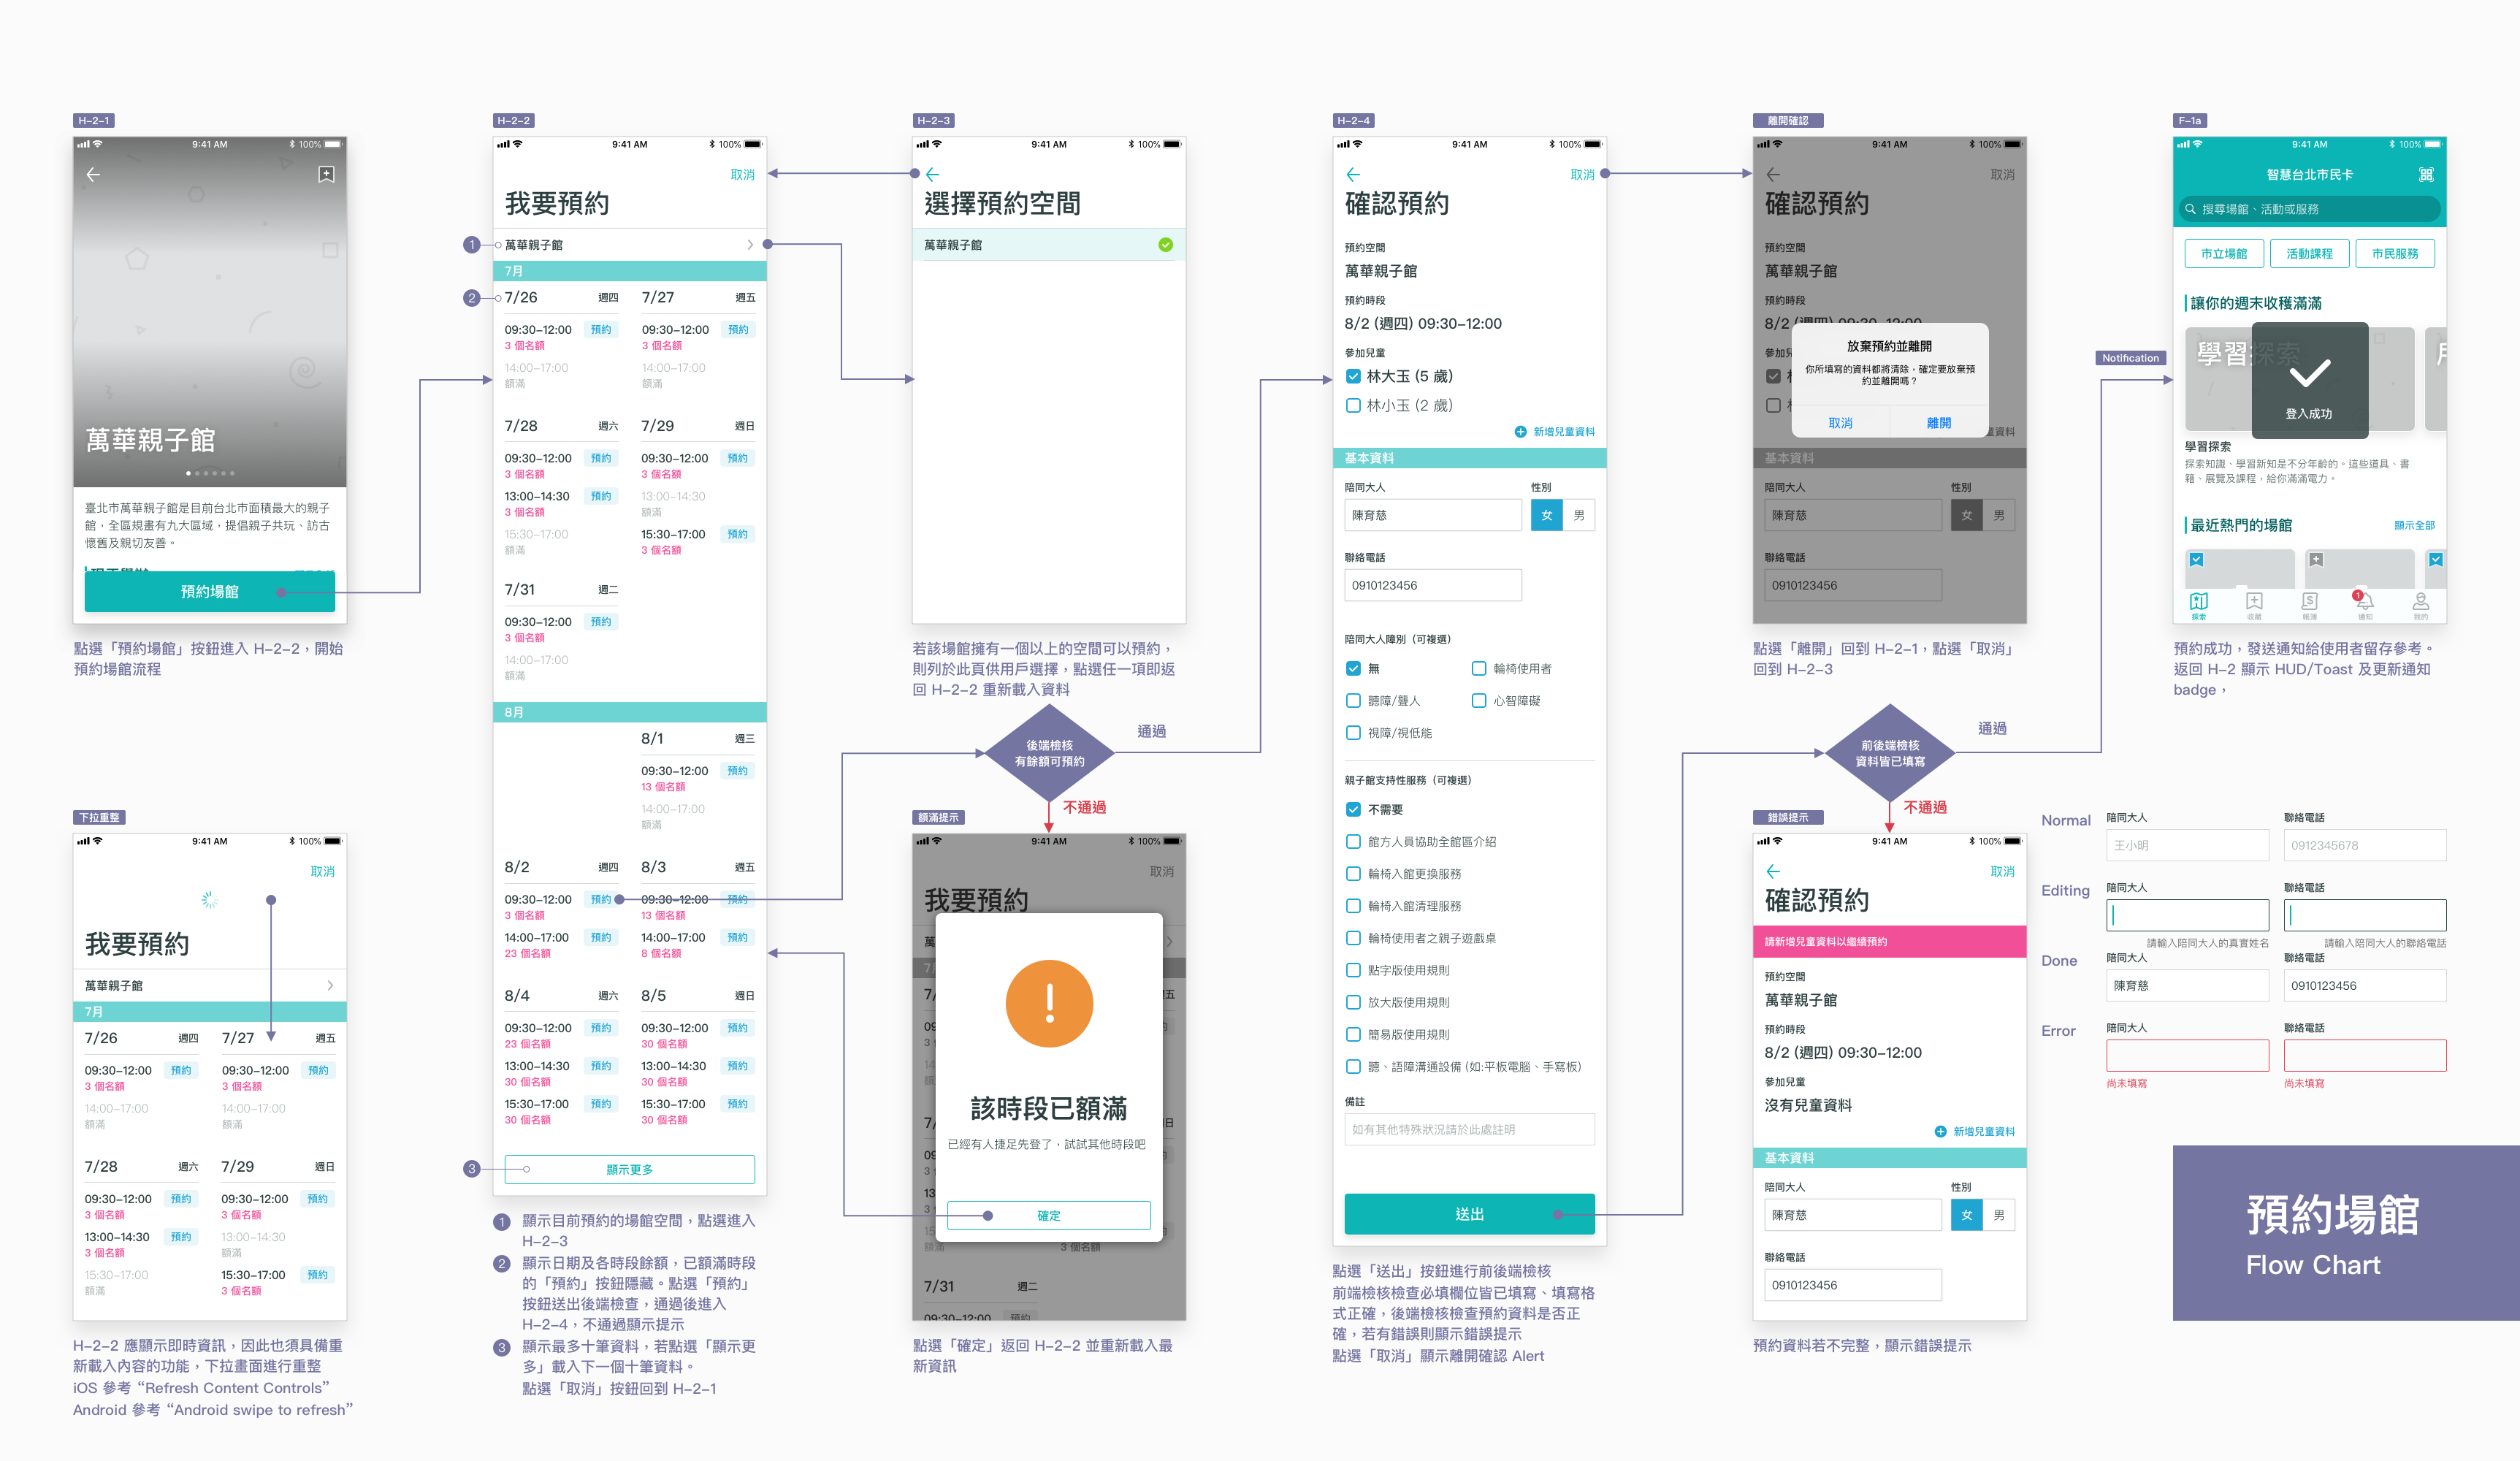 H-2-1
9:41 AM
100%
萬華親子館
臺北市萬華親子館是目前台北市面積最大的親子
館，全區規畫有九大區域，提倡親子共玩、訪古
懷舊及親切友善。
預約場館
點選「預約場館」按鈕進入 H-2-2，開始
預約場館流程
下拉重整
9:41 AM
100%
取消
我要預約
萬華親子館
7月
7/26 週四 7/27 週五
09:30-12:00 預約 09:30-12:00 預約
3 個名額 3 個名額
14:00-17:00 14:00-17:00
額滿 額滿
7/28 週六 7/29 週日
09:30-12:00 預約 09:30-12:00 預約
3 個名額 3 個名額
13:00-14:30 預約 13:00-14:30
3 個名額 額滿
15:30-17:00 15:30-17:00 預約
額滿 3 個名額
H-2-2 應顯示即時資訊，因此也須具備重
新載入內容的功能，下拉畫面進行重整
iOS 參考 “Refresh Content Controls”
Android 參考 “Android swipe to refresh”
H-2-2
9:41 AM
100%
取消
我要預約
1 萬華親子館
7月
2 7/26 週四 7/27 週五
09:30-12:00 預約 09:30-12:00 預約
3 個名額 3 個名額
14:00-17:00 14:00-17:00
額滿 額滿
7/28 週六 7/29 週日
09:30-12:00 預約 09:30-12:00 預約
3 個名額 3 個名額
13:00-14:30 預約 13:00-14:30
3 個名額 額滿
15:30-17:00 15:30-17:00 預約
額滿 3 個名額
7/31 週二
09:30-12:00 預約
3 個名額
14:00-17:00
額滿
8月
8/1 週三
09:30-12:00 預約
13 個名額
14:00-17:00
額滿
8/2 週四 8/3 週五
09:30-12:00 預約 09:30-12:00 預約
3 個名額 13 個名額
14:00-17:00 預約 14:00-17:00 預約
23 個名額 8 個名額
8/4 週六 8/5 週日
09:30-12:00 預約 09:30-12:00 預約
23 個名額 30 個名額
13:00-14:30 預約 13:00-14:30 預約
30 個名額 30 個名額
15:30-17:00 預約 15:30-17:00 預約
30 個名額 30 個名額
3 顯示更多
1 顯示目前預約的場館空間，點選進入
H-2-3
2 顯示日期及各時段餘額，已額滿時段
的「預約」按鈕隱藏。點選「預約」
按鈕送出後端檢查，通過後進入
H-2-4，不通過顯示提示
3 顯示最多十筆資料，若點選「顯示更
多」載入下一個十筆資料。
點選「取消」按鈕回到 H-2-1
H-2-3
9:41 AM
100%
選擇預約空間
萬華親子館
若該場館擁有一個以上的空間可以預約，
則列於此頁供用戶選擇，點選任一項即返
回 H-2-2 重新載入資料
後端檢核
有餘額可預約
通過
不通過
額滿提示
9:41 AM
100%
取消
我要預約
該時段已額滿
已經有人捷足先登了，試試其他時段吧
確定
3 個名額
7/31 週二
09:30-12:00 預約
點選「確定」返回 H-2-2 並重新載入最
新資訊
H-2-4
9:41 AM
100%
取消
確認預約
預約空間
萬華親子館
預約時段
8/2 (週四) 09:30-12:00
參加兒童
林大玉 (5 歲)
林小玉 (2 歲)
新增兒童資料
基本資料
陪同大人 性別
陳育慈 女 男
聯絡電話
0910123456
陪同大人障別（可複選）
無 輪椅使用者
聽障/聾人 心智障礙
視障/視低能
親子館支持性服務（可複選）
不需要
館方人員協助全館區介紹
輪椅入館更換服務
輪椅入館清理服務
輪椅使用者之親子遊戲桌
點字版使用規則
放大版使用規則
簡易版使用規則
聽、語障溝通設備 (如:平板電腦、手寫板)
備註
如有其他特殊狀況請於此處註明
送出
點選「送出」按鈕進行前後端檢核
前端檢核檢查必填欄位皆已填寫、填寫格
式正確，後端檢核檢查預約資料是否正
確，若有錯誤則顯示錯誤提示
點選「取消」顯示離開確認 Alert
離開確認
9:41 AM
100%
取消
確認預約
預約空間
萬華親子館
預約時段
8/2 (週四) 09:30-12:00
放棄預約並離開
你所填寫的資料都將清除，確定要放棄預
約並離開嗎？
取消 離開
基本資料
陪同大人 性別
陳育慈 女 男
聯絡電話
0910123456
點選「離開」回到 H-2-1，點選「取消」
回到 H-2-3
前後端檢核
資料皆已填寫
通過
不通過
錯誤提示
9:41 AM
100%
取消
確認預約
請新增兒童資料以繼續預約
預約空間
萬華親子館
預約時段
8/2 (週四) 09:30-12:00
參加兒童
沒有兒童資料
新增兒童資料
基本資料
陪同大人 性別
陳育慈 女 男
聯絡電話
0910123456
預約資料若不完整，顯示錯誤提示
Notification
F-1a
9:41 AM
100%
智慧台北市民卡
搜尋場館、活動或服務
市立場館 活動課程 市民服務
讓你的週末收穫滿滿
學習探索
登入成功
學習探索
探索知識、學習新知是不分年齡的。這些道具、書
籍、展覽及課程，給你滿滿電力。
最近熱門的場館 顯示全部
1
探索 收藏 帳簿 通知 我的
預約成功，發送通知給使用者留存參考。
返回 H-2 顯示 HUD/Toast 及更新通知
badge，
Normal 陪同大人 聯絡電話
王小明 0912345678
Editing 陪同大人 聯絡電話
請輸入陪同大人的真實姓名 請輸入陪同大人的聯絡電話
Done 陪同大人 聯絡電話
陳育慈 0910123456
Error 陪同大人 聯絡電話
尚未填寫 尚未填寫
預約場館
Flow Chart